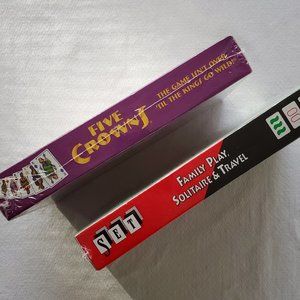 FIVE
CROWNS
THE GAME ISN'T OVER
'TIL THE KINGS GO WILD!
SET
FAMILY PLAY,
SOLITAIRE & TRAVEL